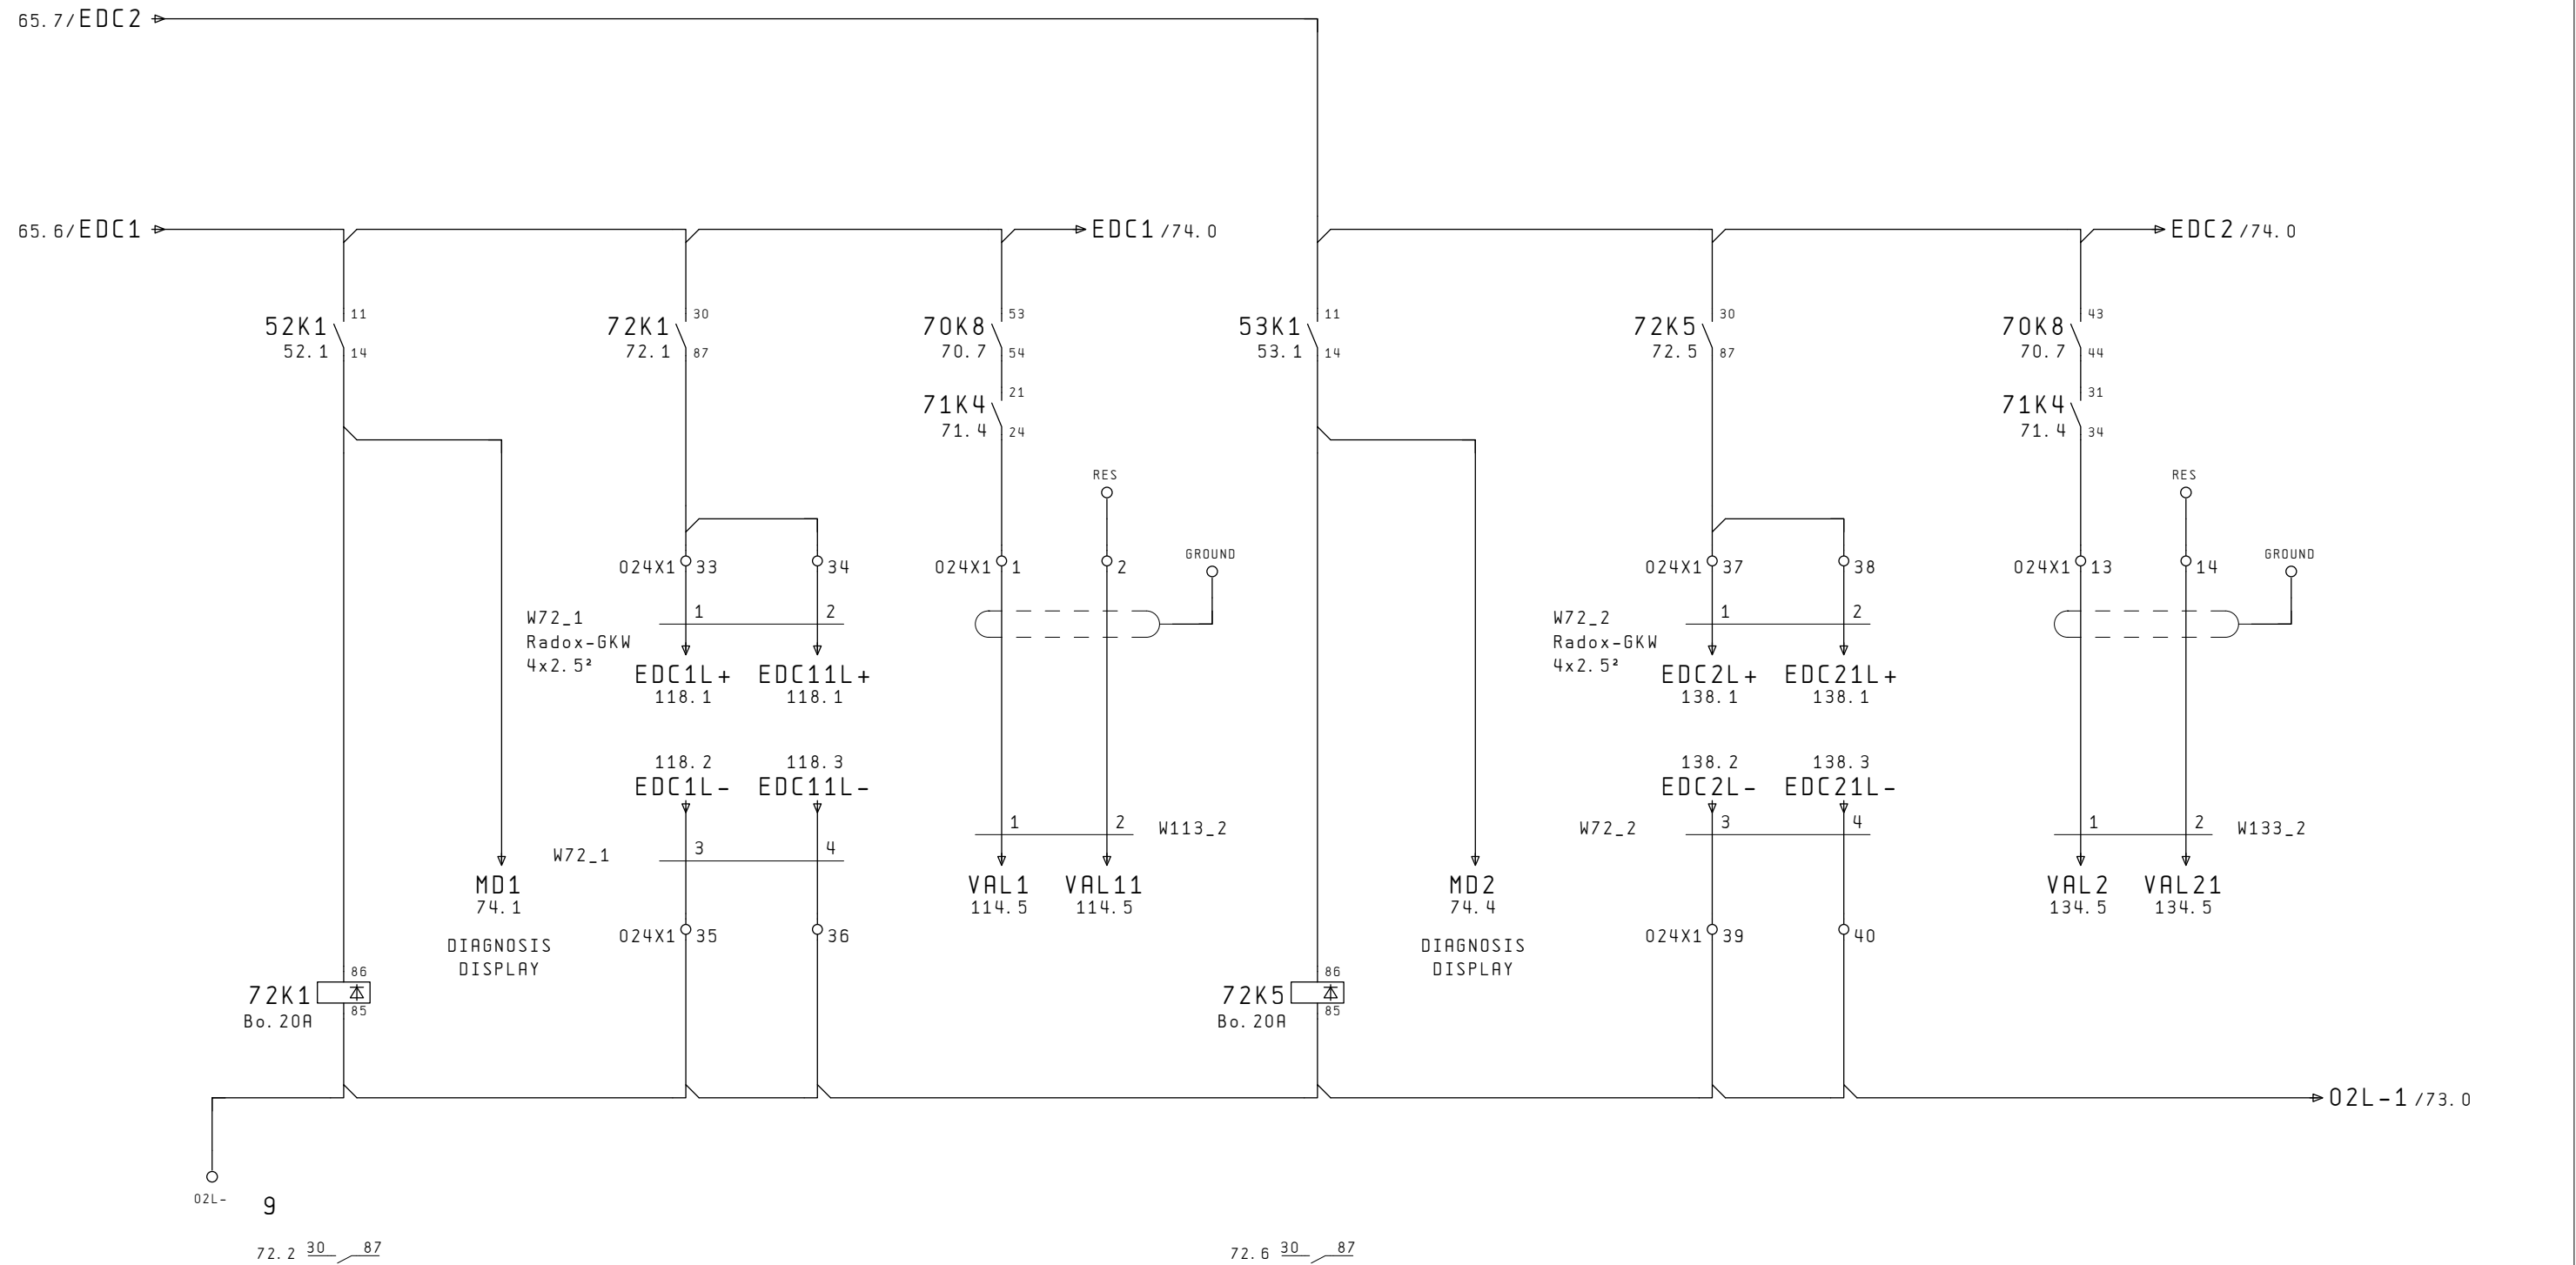 65.7/EDC2
65.6/EDC1
EDC1 /74.0
EDC2 /74.0
52K1
52.1
11
14
72K1
72.1
30
87
70K8
70.7
53
54
71K4
71.4
21
24
53K1
53.1
11
14
72K5
72.5
30
87
70K8
70.7
43
44
71K4
71.4
31
34
RES
RES
GROUND
GROUND
024X1 33
34
024X1 1
2
024X1 37
38
024X1 13
14
W72_1
Radox-GKW
4x2.5²
1
2
EDC1L+
118.1
EDC11L+
118.1
W72_2
Radox-GKW
4x2.5²
1
2
EDC2L+
138.1
EDC21L+
138.1
118.2
EDC1L-
118.3
EDC11L-
138.2
EDC2L-
138.3
EDC21L-
W72_1
3
4
1
2
W113_2
W72_2
3
4
1
2
W133_2
MD1
74.1
DIAGNOSIS
DISPLAY
VAL1
114.5
VAL11
114.5
MD2
74.4
DIAGNOSIS
DISPLAY
VAL2
134.5
VAL21
134.5
024X1 35
36
024X1 39
40
72K1
Bo.20A
86
85
72K5
Bo.20A
86
85
02L-1 /73.0
02L-
9
72.2 30 87
72.6 30 87